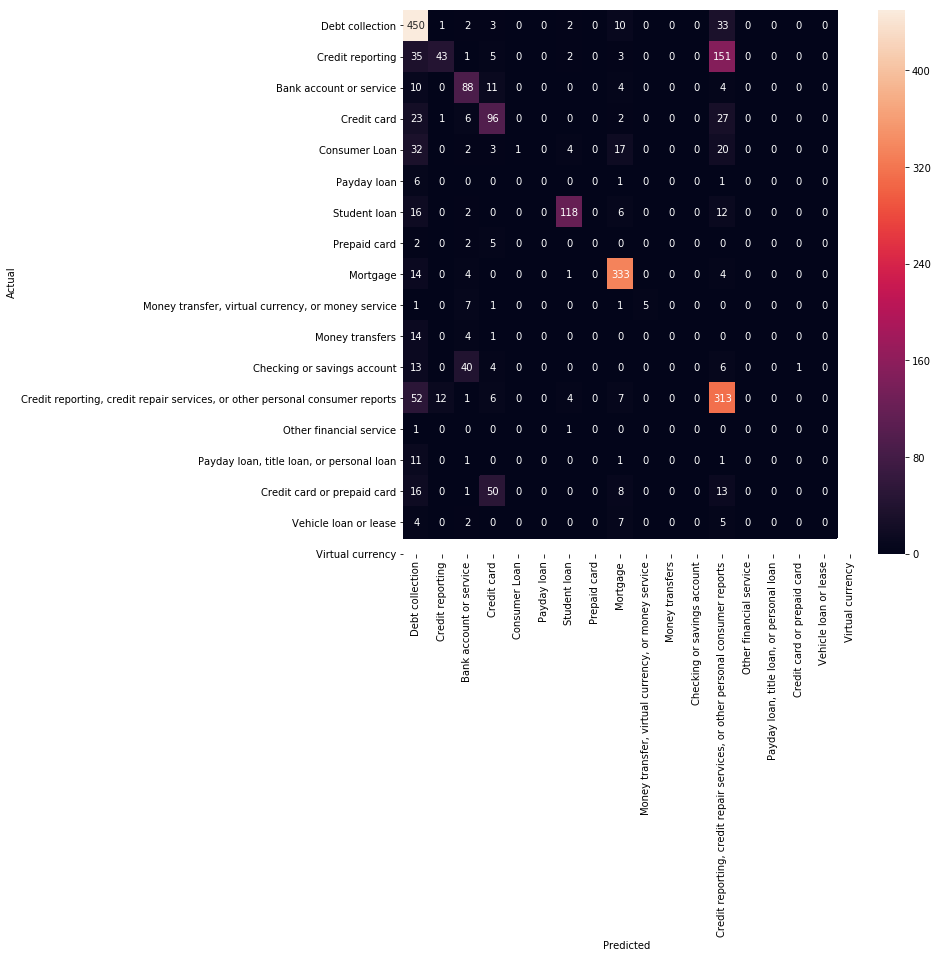 Debt collection 450 1 2 3 0 0 2 0 10 0 0 0 33 0 0 0 0
Credit reporting 35 43 1 5 0 0 2 0 3 0 0 0 151 0 0 0 0
Bank account or service 10 0 88 11 0 0 0 0 4 0 0 0 4 0 0 0 0
Credit card 23 1 6 96 0 0 0 0 2 0 0 0 27 0 0 0 0
Consumer Loan 32 0 2 3 1 0 4 0 17 0 0 0 20 0 0 0 0
Payday loan 6 0 0 0 0 0 0 0 1 0 0 0 1 0 0 0 0
Student loan 16 0 2 0 0 0 118 0 6 0 0 0 12 0 0 0 0
Prepaid card 2 0 2 5 0 0 0 0 0 0 0 0 0 0 0 0 0
Mortgage 14 0 4 0 0 0 1 0 333 0 0 0 4 0 0 0 0
Money transfer, virtual currency, or money service 1 0 7 1 0 0 0 0 1 5 0 0 0 0 0 0 0
Money transfers 14 0 4 1 0 0 0 0 0 0 0 0 0 0 0 0 0
Checking or savings account 13 0 40 4 0 0 0 0 0 0 0 0 6 0 0 1 0
Credit reporting, credit repair services, or other personal consumer reports 52 12 1 6 0 0 4 0 7 0 0 0 313 0 0 0 0
Other financial service 1 0 0 0 0 0 1 0 0 0 0 0 0 0 0 0 0
Payday loan, title loan, or personal loan 11 0 1 0 0 0 0 0 1 0 0 0 1 0 0 0 0
Credit card or prepaid card 16 0 1 50 0 0 0 0 8 0 0 0 13 0 0 0 0
Vehicle loan or lease 4 0 2 0 0 0 0 0 7 0 0 0 5 0 0 0 0
Virtual currency
Actual
Debt collection
Credit reporting
Bank account or service
Credit card
Consumer Loan
Payday loan
Student loan
Prepaid card
Mortgage
Money transfer, virtual currency, or money service
Money transfers
Checking or savings account
Credit reporting, credit repair services, or other personal consumer reports
Other financial service
Payday loan, title loan, or personal loan
Credit card or prepaid card
Vehicle loan or lease
Virtual currency
Predicted
400
320
240
160
80
0